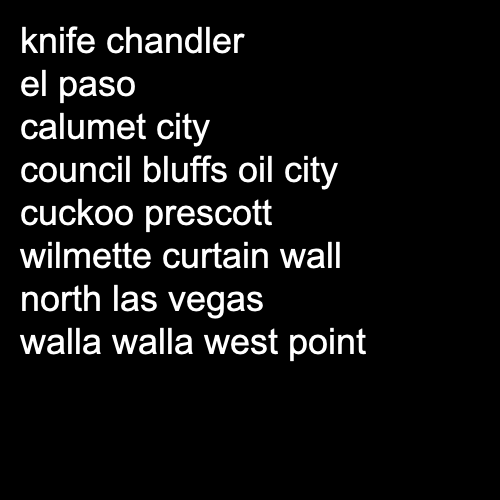 knife chandler
el paso
calumet city
council bluffs oil city
cuckoo prescott
wilmette curtain wall
north las vegas
walla walla west point